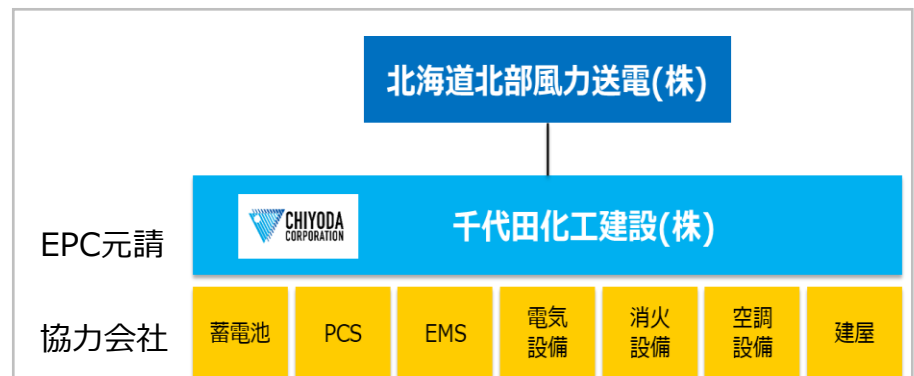 北海道北部風力送電(株)
CHIYODA
CORPORATION
千代田化工建設(株)
EPC元請
協力会社
蓄電池
PCS
EMS
電気
設備
消火
設備
空調
設備
建屋